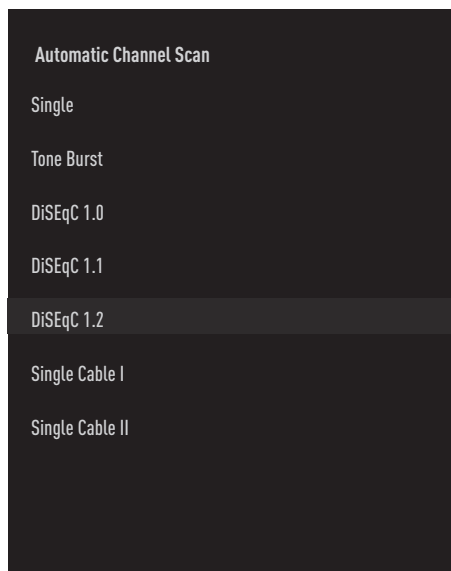 Automatic Channel Scan
Single
Tone Burst
DiSEqC 1.0
DiSEqC 1.1
DiSEqC 1.2
Single Cable I
Single Cable II